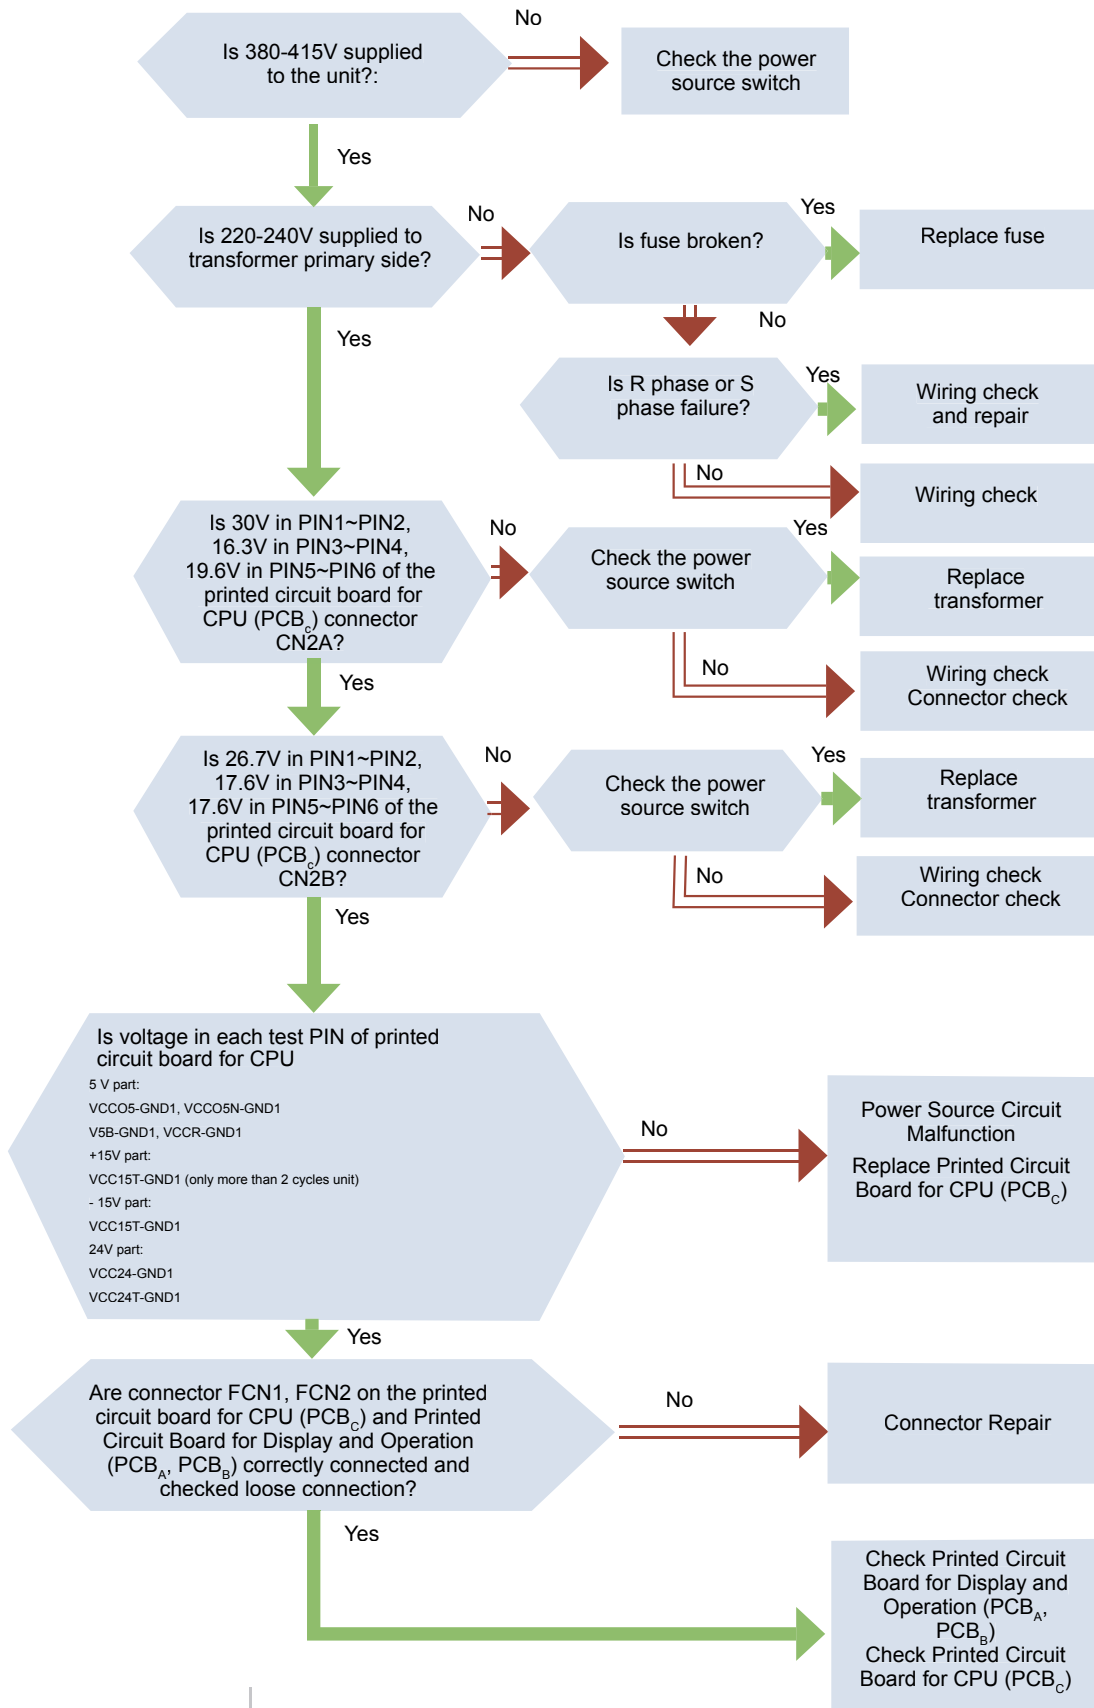 No
Is 380-415V supplied
to the unit?:
Check the power
source switch
Yes
No
Yes
Is 220-240V supplied to
transformer primary side?
Is fuse broken?
Replace fuse
Yes
No
Is R phase or S
phase failure?
Yes
Wiring check
and repair
No
Wiring check
Is 30V in PIN1~PIN2,
16.3V in PIN3~PIN4,
19.6V in PIN5~PIN6 of the
printed circuit board for
CPU (PCBc) connector
CN2A?
No
Check the power
source switch
Yes
Replace
transformer
No
Wiring check
Connector check
Yes
Is 26.7V in PIN1~PIN2,
17.6V in PIN3~PIN4,
17.6V in PIN5~PIN6 of the
printed circuit board for
CPU (PCBc) connector
CN2B?
No
Check the power
source switch
Yes
Replace
transformer
No
Wiring check
Connector check
Yes
Is voltage in each test PIN of printed
circuit board for CPU
5 V part:
VCCO5-GND1, VCCO5N-GND1
V5B-GND1, VCCR-GND1
+15V part:
VCC15T-GND1 (only more than 2 cycles unit)
- 15V part:
VCC15T-GND1
24V part:
VCC24-GND1
VCC24T-GND1
No
Power Source Circuit
Malfunction
Replace Printed Circuit
Board for CPU (PCBC)
Yes
Are connector FCN1, FCN2 on the printed
circuit board for CPU (PCBC) and Printed
Circuit Board for Display and Operation
(PCBA, PCBB) correctly connected and
checked loose connection?
No
Connector Repair
Yes
Check Printed Circuit
Board for Display and
Operation (PCBA,
PCBB)
Check Printed Circuit
Board for CPU (PCBC)